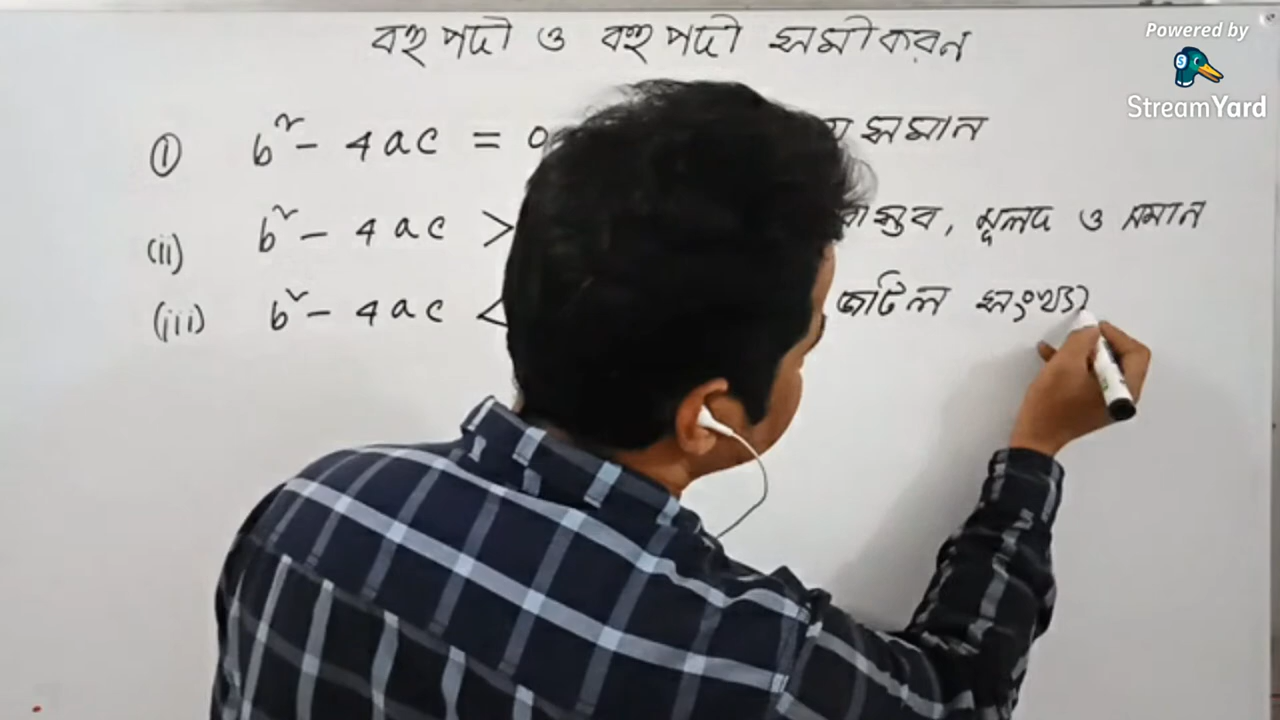 বহুপদী ও বহুপদী সমীকরন
Powered by
StreamYard
(i) b² - 4ac = 0 সমান
(ii) b² - 4ac > বাস্তব, মূলদ ও সমান
(iii) b² - 4ac < জটিল সংখ্যা